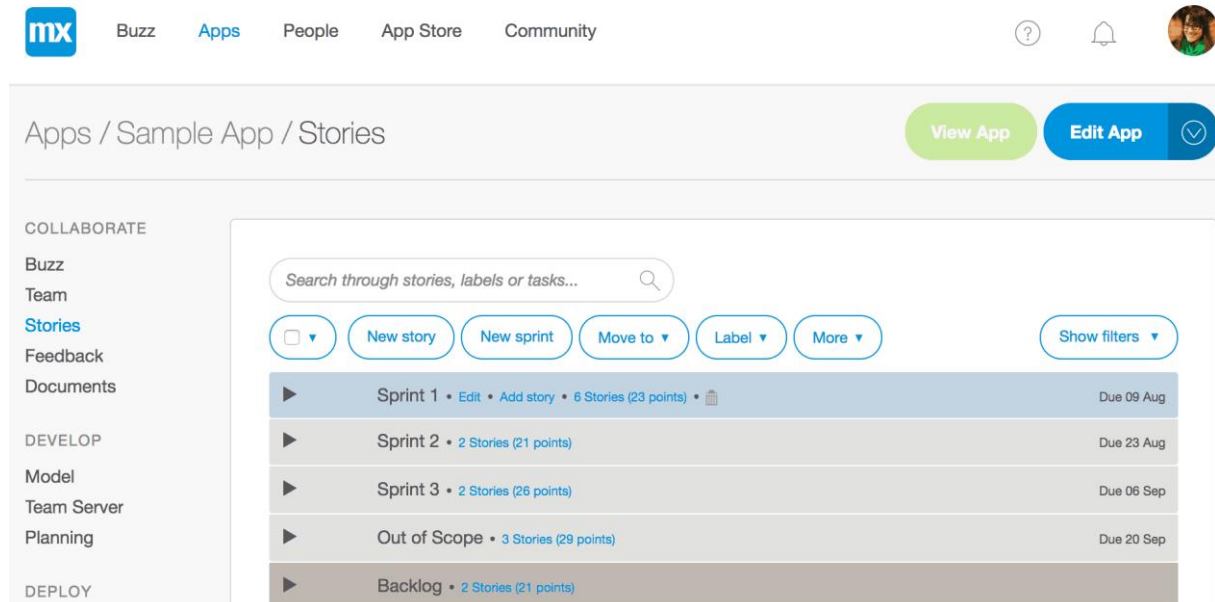 mx Buzz Apps People App Store Community ?
Apps / Sample App / Stories View App Edit App
COLLABORATE
Buzz
Team
Stories
Feedback
Documents
DEVELOP
Model
Team Server
Planning
DEPLOY
Search through stories, labels or tasks...
New story New sprint Move to Label More Show filters
Sprint 1 • Edit • Add story • 6 Stories (23 points) • Due 09 Aug
Sprint 2 • 2 Stories (21 points) Due 23 Aug
Sprint 3 • 2 Stories (26 points) Due 06 Sep
Out of Scope • 3 Stories (29 points) Due 20 Sep
Backlog • 2 Stories (21 points)